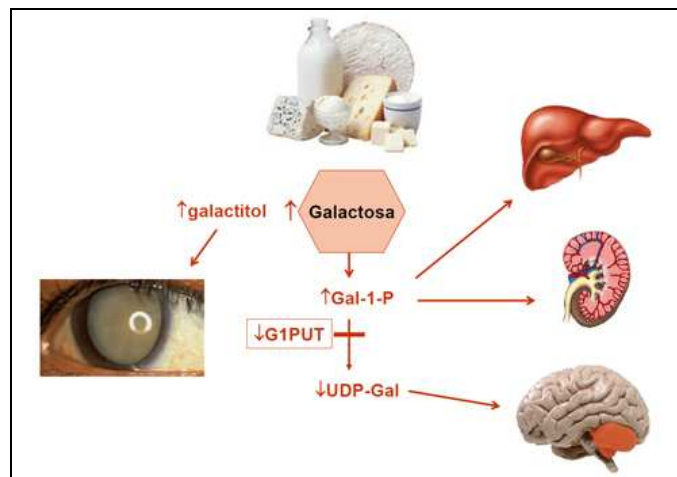 ↑galactitol ↑ Galactosa
↑Gal-1-P
↓G1PUT
↓UDP-Gal